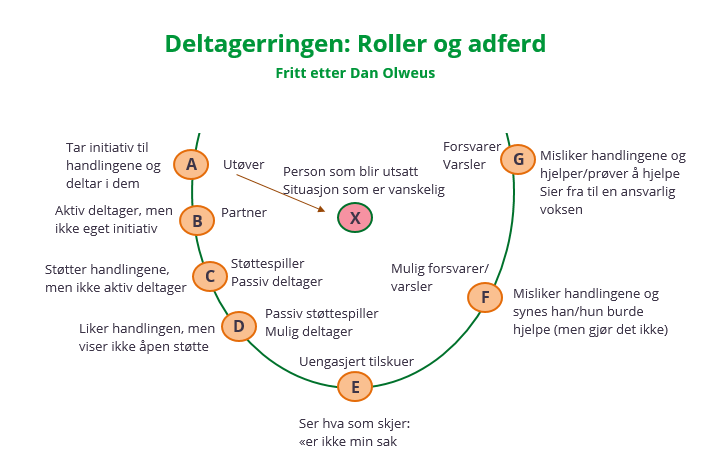 Deltagerringen: Roller og adferd
Fritt etter Dan Olweus
Tar initiativ til
handlingene og
deltar i dem
A
Utøver
Aktiv deltager, men
ikke eget initiativ
B
Partner
Støtter handlingene,
men ikke aktiv deltager
C
Støttespiller
Passiv deltager
Liker handlingen, men
viser ikke åpen støtte
D
Passiv støttespiller
Mulig deltager
Uengasjert tilskuer
E
Ser hva som skjer:
«er ikke min sak
Person som blir utsatt
Situasjon som er vanskelig
X
Mulig forsvarer/
varsler
F
Misliker handlingene og
synes han/hun burde
hjelpe (men gjør det ikke)
Forsvarer
Varsler
G
Misliker handlingene og
hjelper/prøver å hjelpe
Sier fra til en ansvarlig
voksen